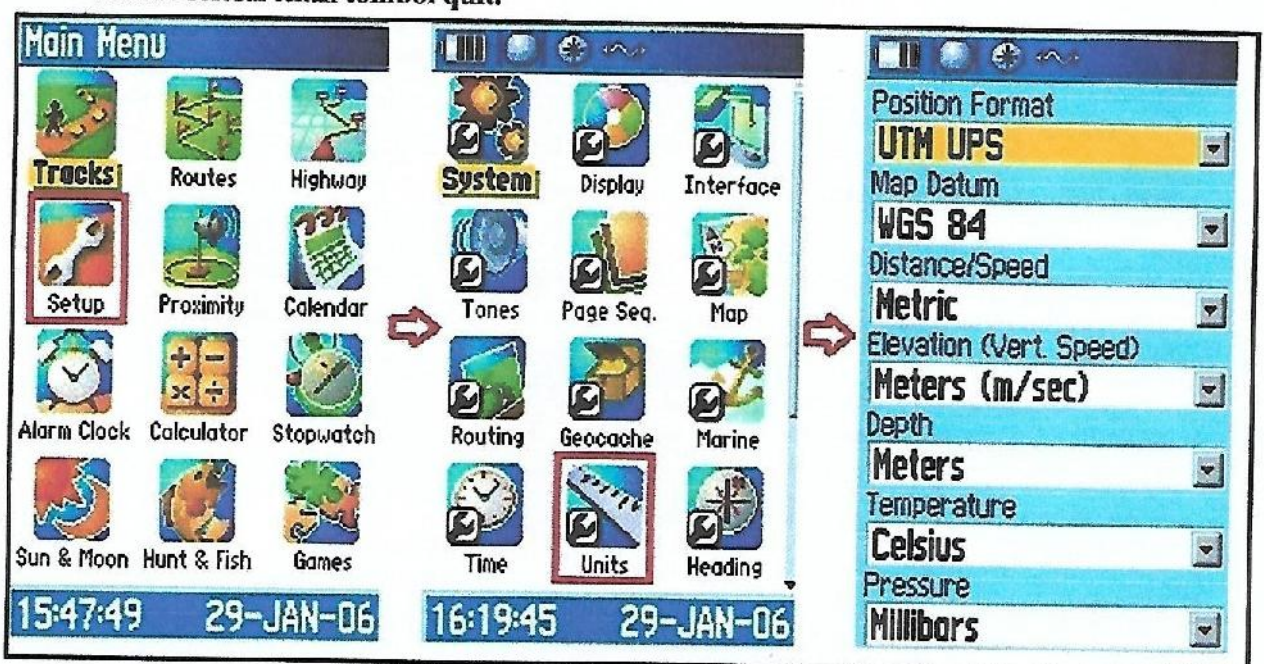 tombol quit.
Main Menu
Tracks
Routes
Highway
Setup
Proximity
Calendar
Alarm Clock
Calculator
Stopwatch
Sun & Moon
Hunt & Fish
Games
15:47:49 29-JAN-06
System
Display
Interface
Tones
Page Seq.
Map
Routing
Geocache
Marine
Time
Units
Heading
16:19:45 29-JAN-06
Position Format
UTM UPS
Map Datum
WGS 84
Distance/Speed
Metric
Elevation (Vert. Speed)
Meters (m/sec)
Depth
Meters
Temperature
Celsius
Pressure
Millibars